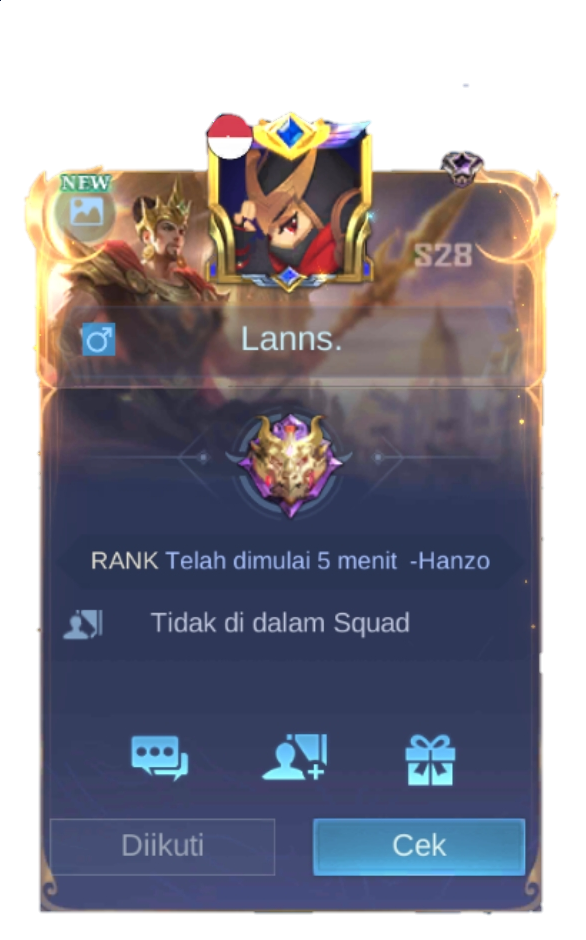 NEW
S28
Lanns.
RANK Telah dimulai 5 menit -Hanzo
Tidak di dalam Squad
Diikuti
Cek